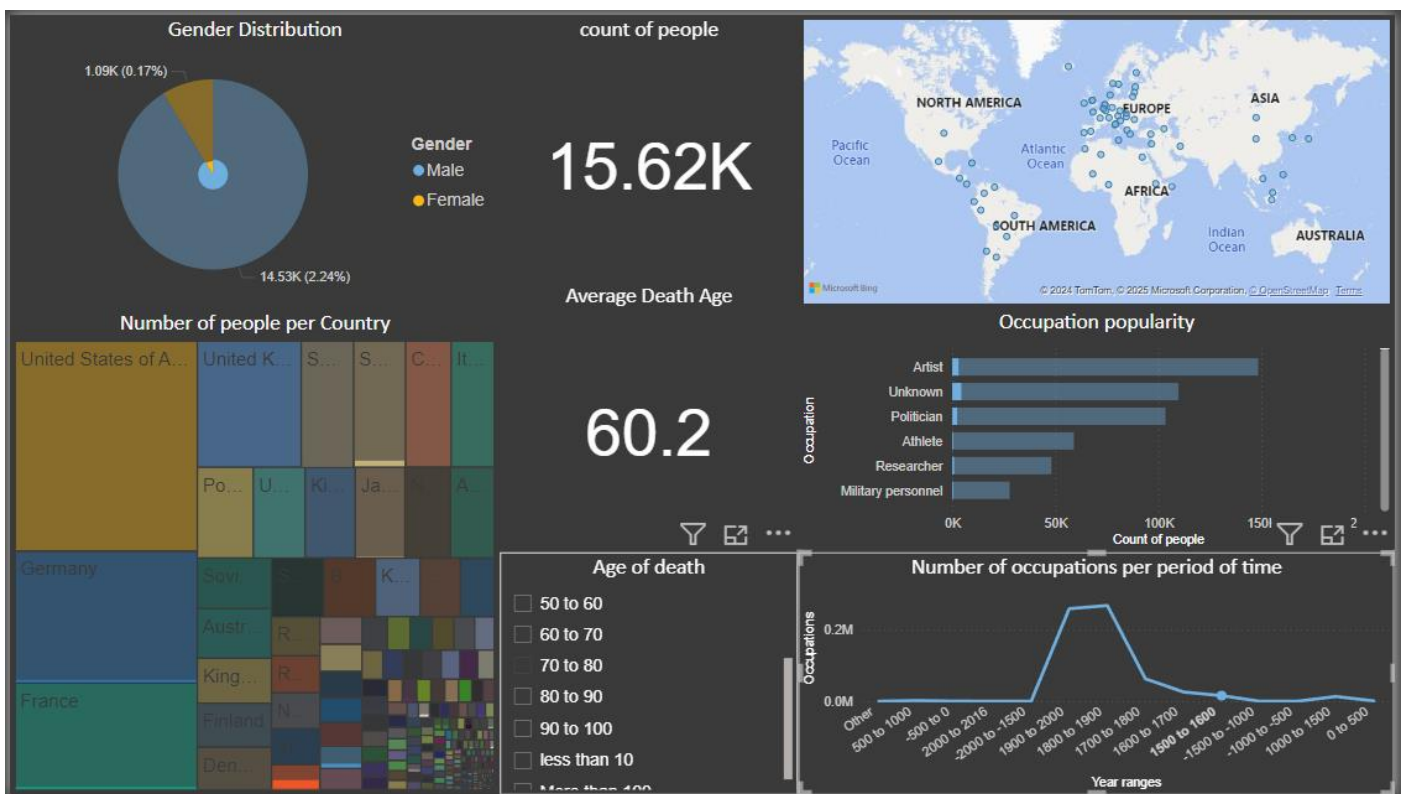 Gender Distribution
1.09K (0.17%)
14.53K (2.24%)
Gender
Male
Female
count of people
15.62K
Average Death Age
60.2
NORTH AMERICA
EUROPE
ASIA
Pacific
Ocean
Atlantic
Ocean
AFRICA
SOUTH AMERICA
Indian
Ocean
AUSTRALIA
Microsoft Bing
© 2024 TomTom, © 2025 Microsoft Corporation, © OpenStreetMap Terms
Number of people per Country
United States of A...
United K...
S...
S...
C...
It...
Po...
U...
Ki...
Ja...
N...
A...
Germany
Sovi...
K...
Austr...
R...
King...
R...
France
Finland
N...
Den...
Occupation popularity
Occupation
Artist
Unknown
Politician
Athlete
Researcher
Military personnel
0K
50K
100K
Count of people
Age of death
50 to 60
60 to 70
70 to 80
80 to 90
90 to 100
less than 10
More than 100
Number of occupations per period of time
Occupations
0.2M
0.0M
Other
500 to 1000
-500 to 0
2000 to 2016
-2000 to -1500
1900 to 2000
1800 to 1900
1700 to 1800
1600 to 1700
1500 to 1600
-1500 to -1000
-1000 to -500
1000 to 1500
0 to 500
Year ranges